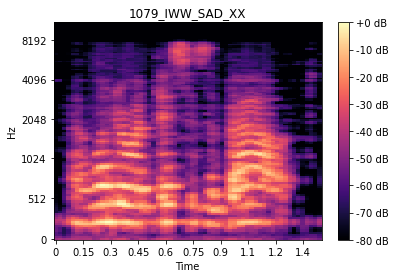 1079_IWW_SAD_XX
+0 dB
8192
-10 dB
4096
-20 dB
-30 dB
2048
Hz
-40 dB
1024
-50 dB
512
-60 dB
-70 dB
0
-80 dB
0 0.15 0.3 0.45 0.6 0.75 0.9 1.1 1.2 1.4
Time